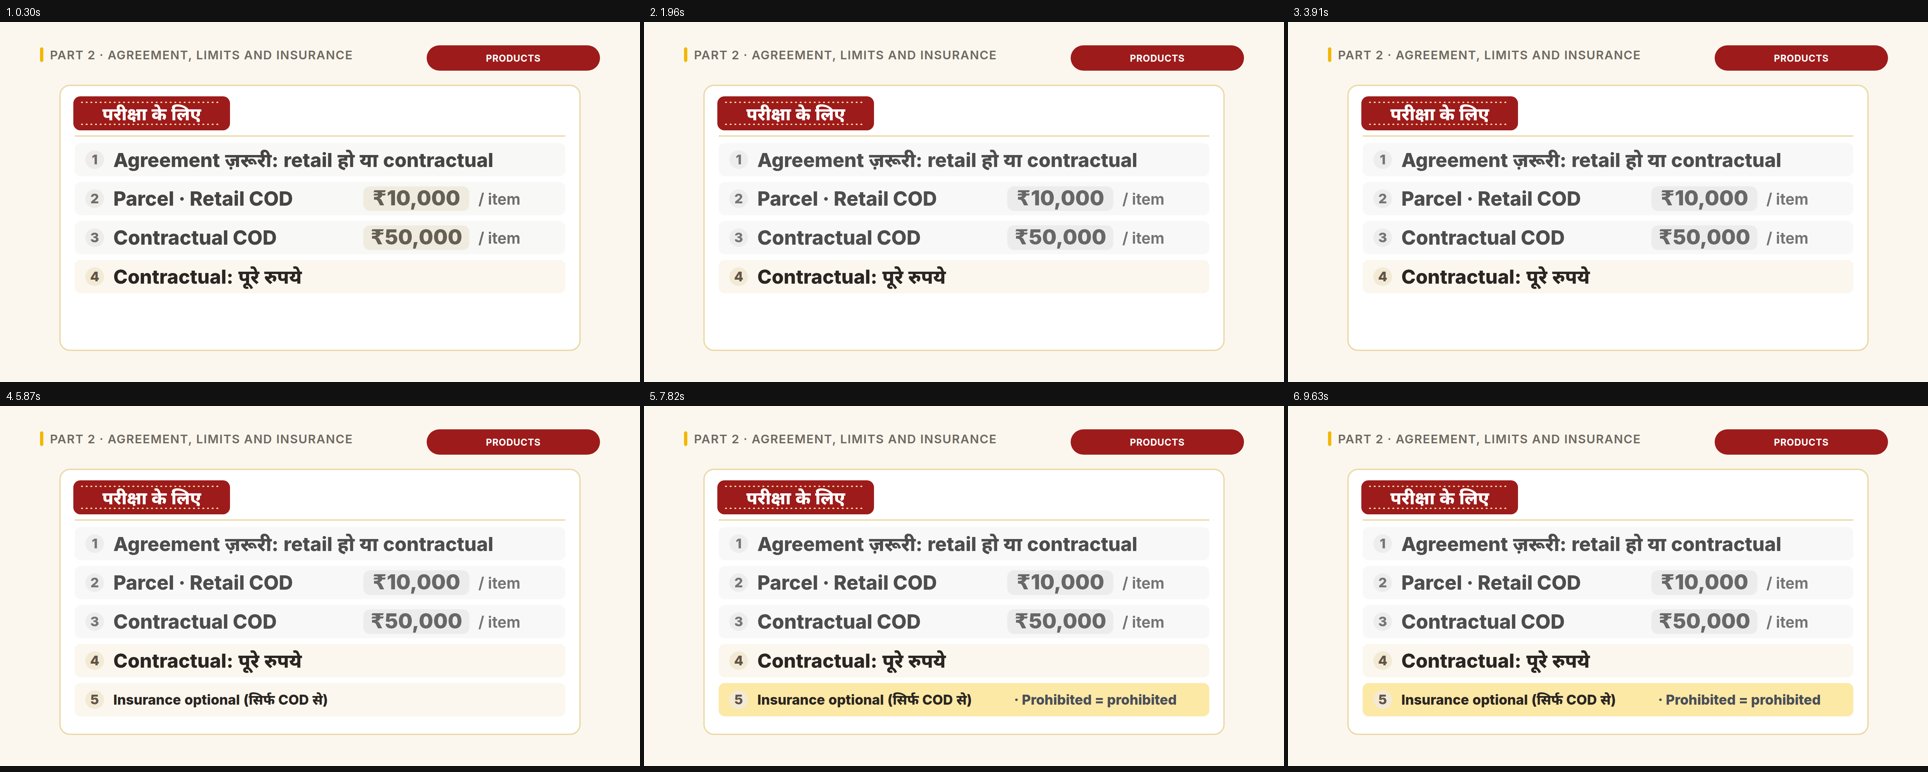 1. 0.30s
PART 2 · AGREEMENT, LIMITS AND INSURANCE
PRODUCTS
परीक्षा के लिए
1 Agreement ज़रूरी: retail हो या contractual
2 Parcel · Retail COD ₹10,000 / item
3 Contractual COD ₹50,000 / item
4 Contractual: पूरे रुपये
2. 1.96s
PART 2 · AGREEMENT, LIMITS AND INSURANCE
PRODUCTS
परीक्षा के लिए
1 Agreement ज़रूरी: retail हो या contractual
2 Parcel · Retail COD ₹10,000 / item
3 Contractual COD ₹50,000 / item
4 Contractual: पूरे रुपये
3. 3.91s
PART 2 · AGREEMENT, LIMITS AND INSURANCE
PRODUCTS
परीक्षा के लिए
1 Agreement ज़रूरी: retail हो या contractual
2 Parcel · Retail COD ₹10,000 / item
3 Contractual COD ₹50,000 / item
4 Contractual: पूरे रुपये
4. 5.87s
PART 2 · AGREEMENT, LIMITS AND INSURANCE
PRODUCTS
परीक्षा के लिए
1 Agreement ज़रूरी: retail हो या contractual
2 Parcel · Retail COD ₹10,000 / item
3 Contractual COD ₹50,000 / item
4 Contractual: पूरे रुपये
5 Insurance optional (सिर्फ COD से)
5. 7.82s
PART 2 · AGREEMENT, LIMITS AND INSURANCE
PRODUCTS
परीक्षा के लिए
1 Agreement ज़रूरी: retail हो या contractual
2 Parcel · Retail COD ₹10,000 / item
3 Contractual COD ₹50,000 / item
4 Contractual: पूरे रुपये
5 Insurance optional (सिर्फ COD से) · Prohibited = prohibited
6. 9.63s
PART 2 · AGREEMENT, LIMITS AND INSURANCE
PRODUCTS
परीक्षा के लिए
1 Agreement ज़रूरी: retail हो या contractual
2 Parcel · Retail COD ₹10,000 / item
3 Contractual COD ₹50,000 / item
4 Contractual: पूरे रुपये
5 Insurance optional (सिर्फ COD से) · Prohibited = prohibited